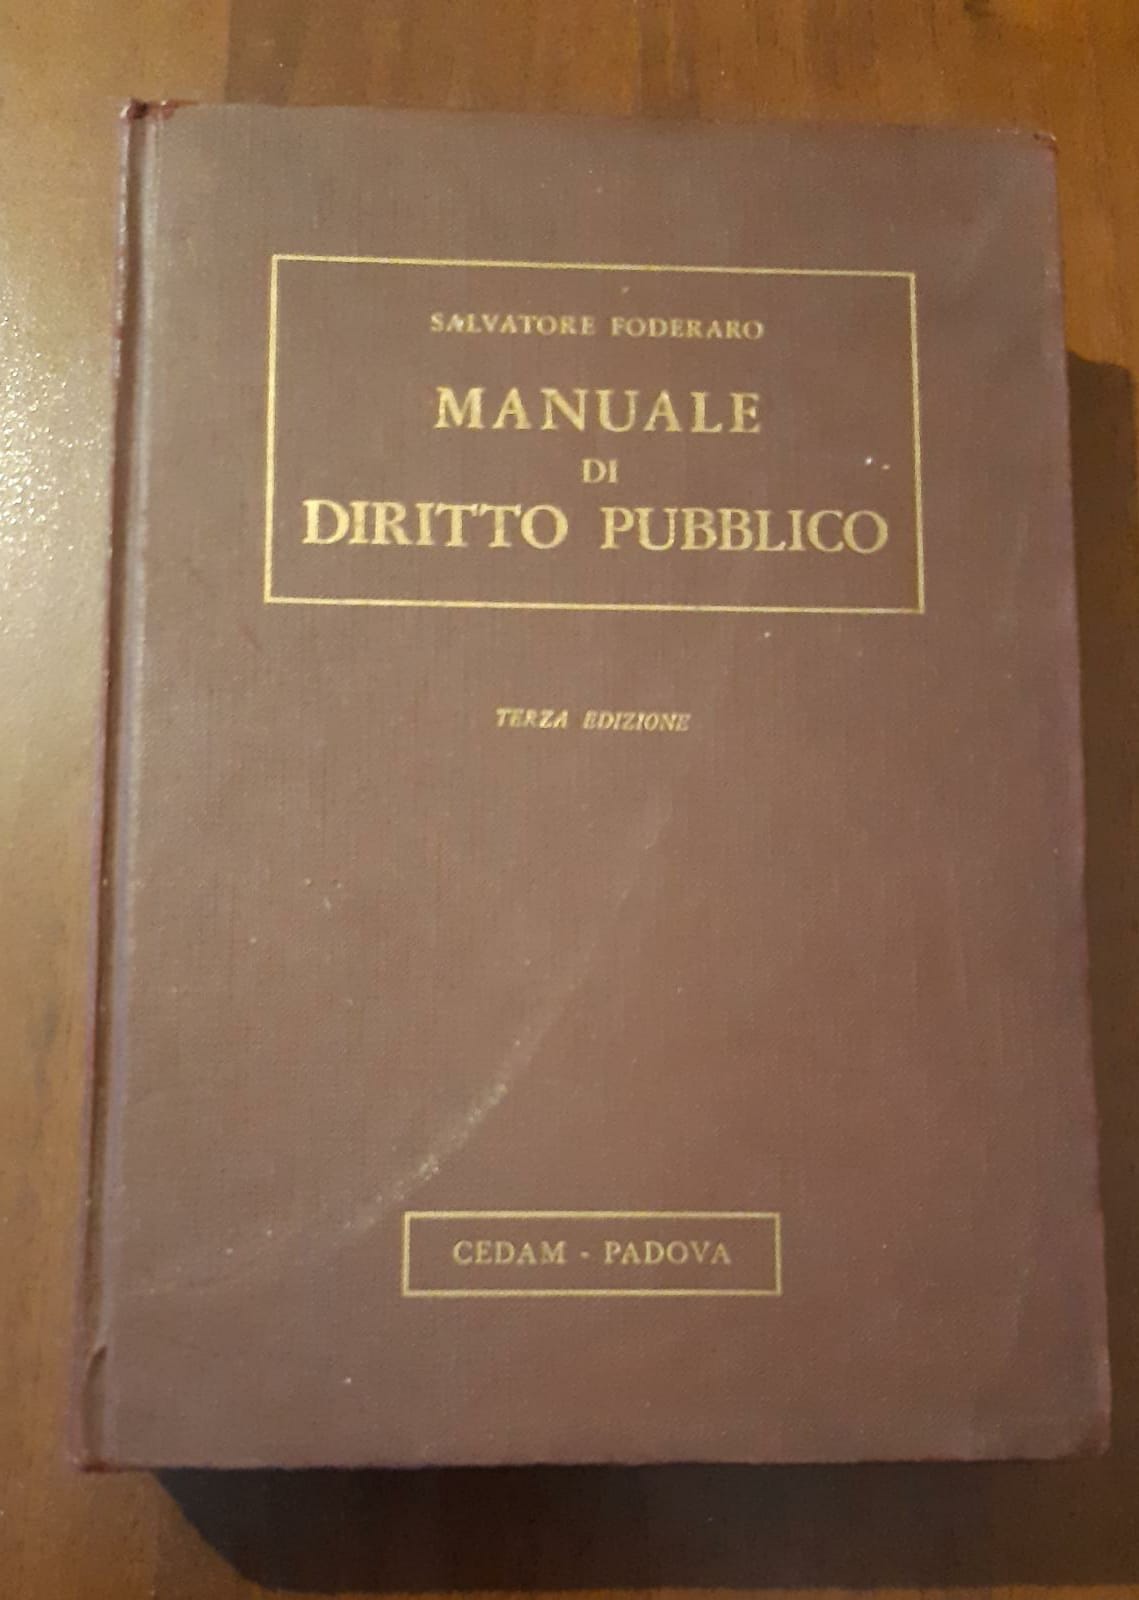 SALVATORE FODERARO
MANUALE
DI
DIRITTO PUBBLICO
TERZA EDIZIONE
CEDAM - PADOVA